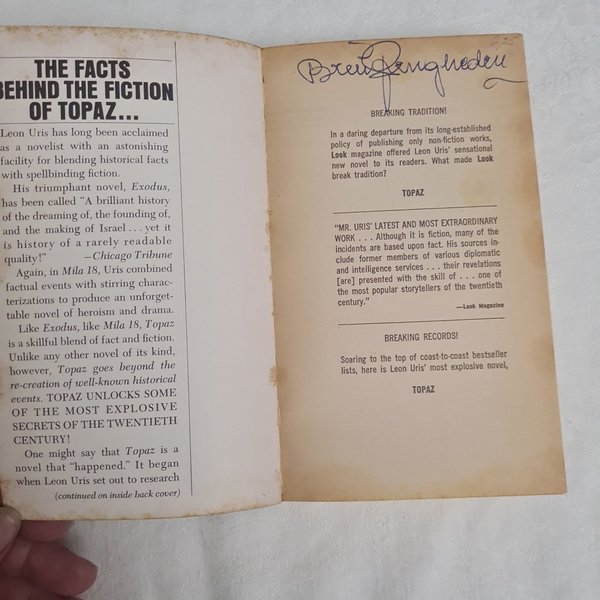 THE FACTS
BEHIND THE FICTION
OF TOPAZ...
Leon Uris has long been acclaimed
as a novelist with an astonishing
facility for blending historical facts
with spellbinding fiction.
His triumphant novel, Exodus,
has been called "A brilliant history
of the dreaming of, the founding of,
and the making of Israel...yet it
is history of a rarely readable
quality!" —Chicago Tribune
Again, in Mila 18, Uris combined
factual events with stirring charac-
terizations to produce an unforget-
table novel of heroism and drama.
Like Exodus, like Mila 18, Topaz
is a skillful blend of fact and fiction.
Unlike any other novel of its kind,
however, Topaz goes beyond the
re-creation of well-known historical
events. TOPAZ UNLOCKS SOME
OF THE MOST EXPLOSIVE
SECRETS OF THE TWENTIETH
CENTURY!
One might say that Topaz is a
novel that "happened." It began
when Leon Uris set out to research
(continued on inside back cover)
BREAKING TRADITION!
In a daring departure from its long-established
policy of publishing only non-fiction works,
Look magazine offered Leon Uris' sensational
new novel to its readers. What made Look
break tradition?
TOPAZ
"MR. URIS' LATEST AND MOST EXTRAORDINARY
WORK . . . Although it is fiction, many of the
incidents are based upon fact. His sources in-
clude former members of various diplomatic
and intelligence services . . . their revelations
[are] presented with the skill of . . . one of
the most popular storytellers of the twentieth
century."
—Look Magazine
BREAKING RECORDS!
Soaring to the top of coast-to-coast bestseller
lists, here is Leon Uris' most explosive novel,
TOPAZ